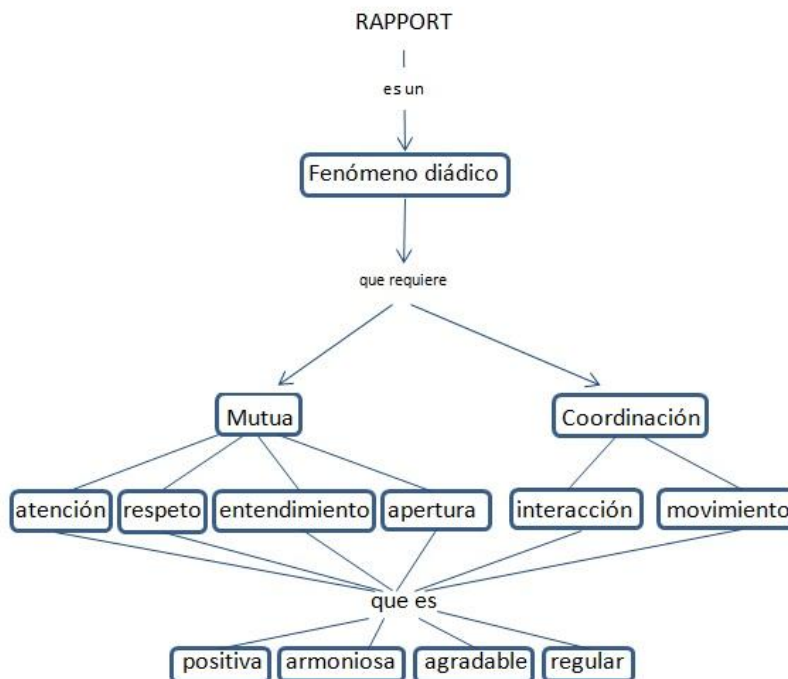 RAPPORT
es un
Fenómeno diádico
que requiere
Mutua Coordinación
atención respeto entendimiento apertura interacción movimiento
que es
positiva armoniosa agradable regular